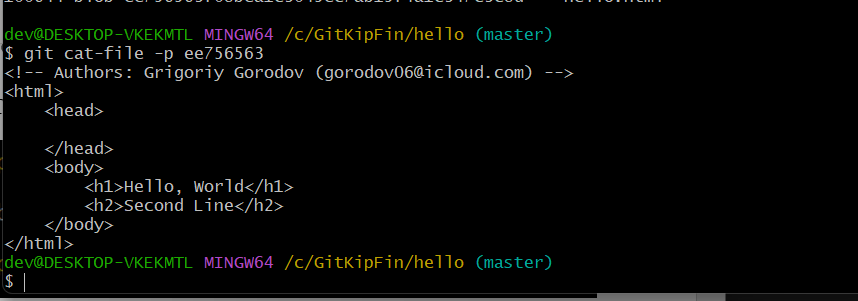 dev@DESKTOP-VKEKMTL MINGW64 /c/GitKipFin/hello (master)
$ git cat-file -p ee756563
<!-- Authors: Grigoriy Gorodov (gorodov06@icloud.com) -->
<html>
    <head>

    </head>
    <body>
        <h1>Hello, World</h1>
        <h2>Second Line</h2>
    </body>
</html>
dev@DESKTOP-VKEKMTL MINGW64 /c/GitKipFin/hello (master)
$